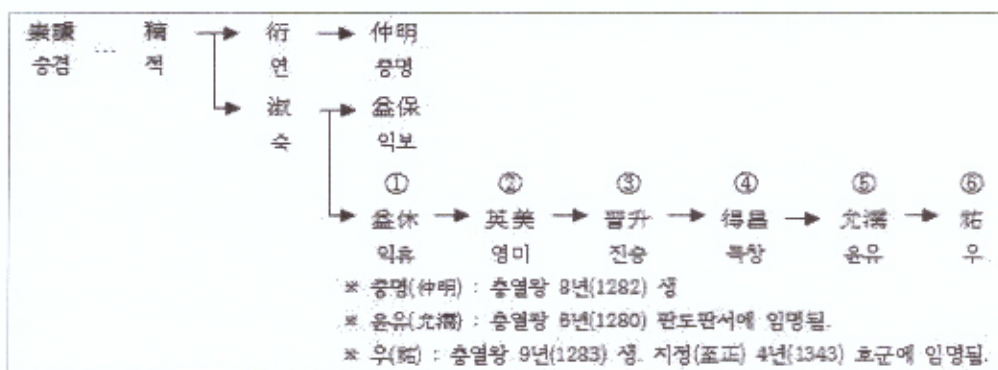 崇謙 … 積 → 衍 → 仲明
숭겸 적 연 중명
淑 → 益保
숙 익보
① ② ③ ④ ⑤ ⑥
益休 → 英美 → 晋升 → 得昌 → 允濡 → 祐
익휴 영미 진승 득창 윤유 우
※ 중명(仲明) : 충열왕 8년(1282) 생
※ 윤유(允濡) : 충열왕 6년(1280) 판도판서에 임명됨.
※ 우(祐) : 충열왕 9년(1283) 생. 지정(至正) 4년(1343) 호군에 임명됨.